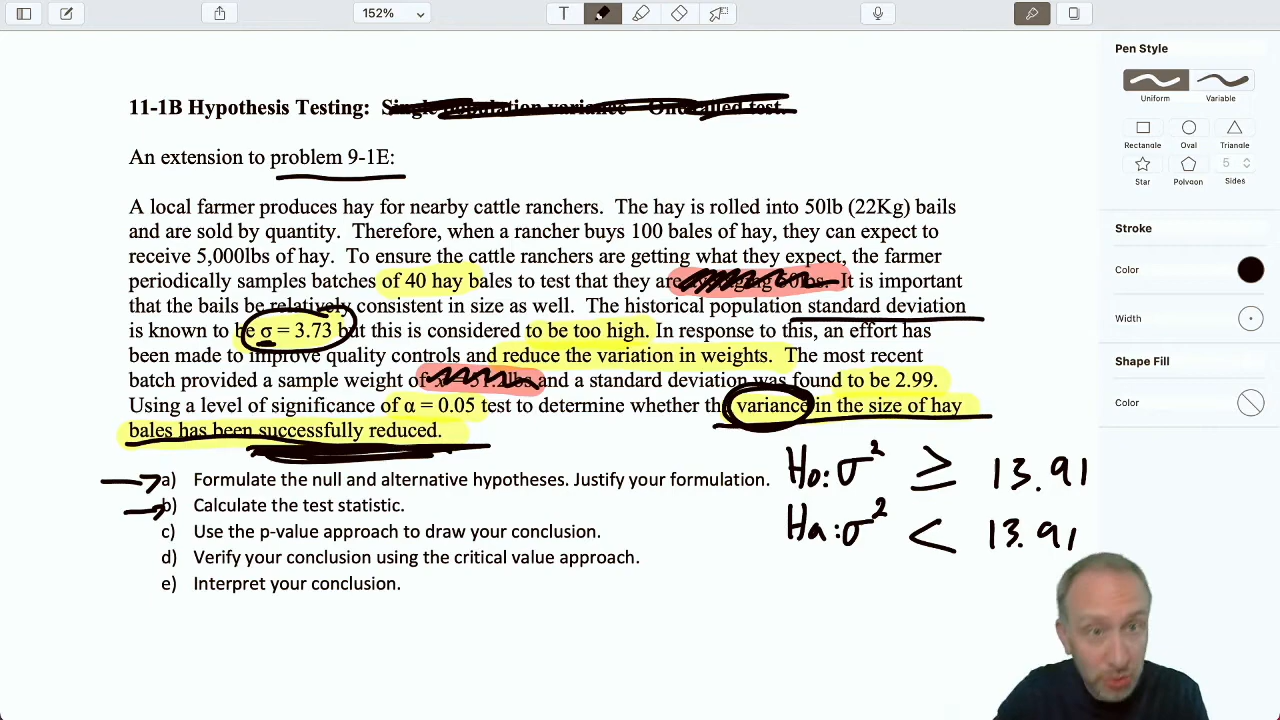 152%
T
Pen Style
Uniform
Variable
Rectangle
Oval
Triangle
Star
Polygon
5
Sides
Stroke
Color
Width
Shape Fill
Color
11-1B Hypothesis Testing: Single population variance – One tailed test.
An extension to problem 9-1E:
A local farmer produces hay for nearby cattle ranchers. The hay is rolled into 50lb (22Kg) bails
and are sold by quantity. Therefore, when a rancher buys 100 bales of hay, they can expect to
receive 5,000lbs of hay. To ensure the cattle ranchers are getting what they expect, the farmer
periodically samples batches of 40 hay bales to test that they are It is important
that the bails be relatively consistent in size as well. The historical population standard deviation
is known to be σ = 3.73 but this is considered to be too high. In response to this, an effort has
been made to improve quality controls and reduce the variation in weights. The most recent
batch provided a sample weight of and a standard deviation was found to be 2.99.
Using a level of significance of α = 0.05 test to determine whether the variance in the size of hay
bales has been successfully reduced.
a) Formulate the null and alternative hypotheses. Justify your formulation.
b) Calculate the test statistic.
c) Use the p-value approach to draw your conclusion.
d) Verify your conclusion using the critical value approach.
e) Interpret your conclusion.
Ho: σ² ≥ 13.91
Ha: σ² < 13.91